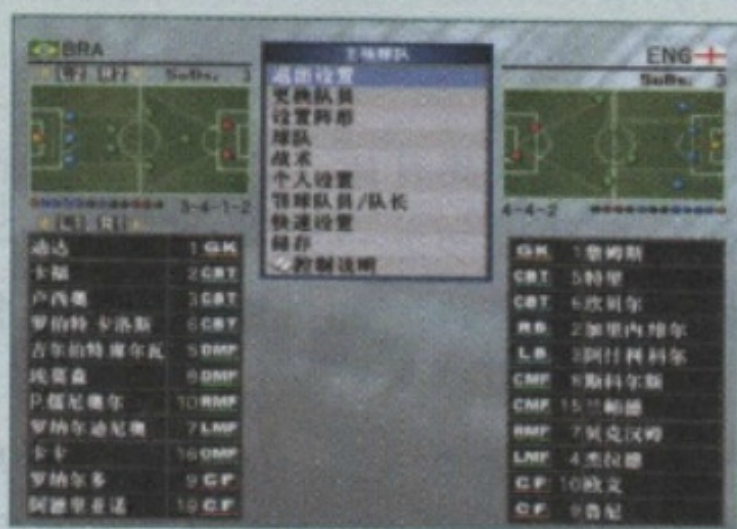 BRA
Subs. 3
3-4-1-2
迪达 1 GK
卡福 2 CBT
卢西奥 3 CBT
罗伯特 卡洛斯 6 CBT
吉尔伯特 席尔瓦 5 DMF
埃莫森 8 DMF
P.儒尼奥尔 10 RMF
罗纳尔迪尼奥 7 LMF
卡卡 16 OMF
罗纳尔多 9 CF
阿德里亚诺 19 CF
主场球队
退出设置
更换队员
设置阵形
球队
战术
个人设置
罚球队员/队长
快速设置
储存
控制说明
ENG
Subs. 3
4-4-2
GK 1 詹姆斯
CBT 5 特里
CBT 6 坎贝尔
RB 2 加里内维尔
LB 3 阿什利科尔
CMF 8 斯科尔斯
CMF 15 兰帕德
RMF 7 贝克汉姆
LMF 4 杰拉德
CF 10 欧文
CF 9 鲁尼